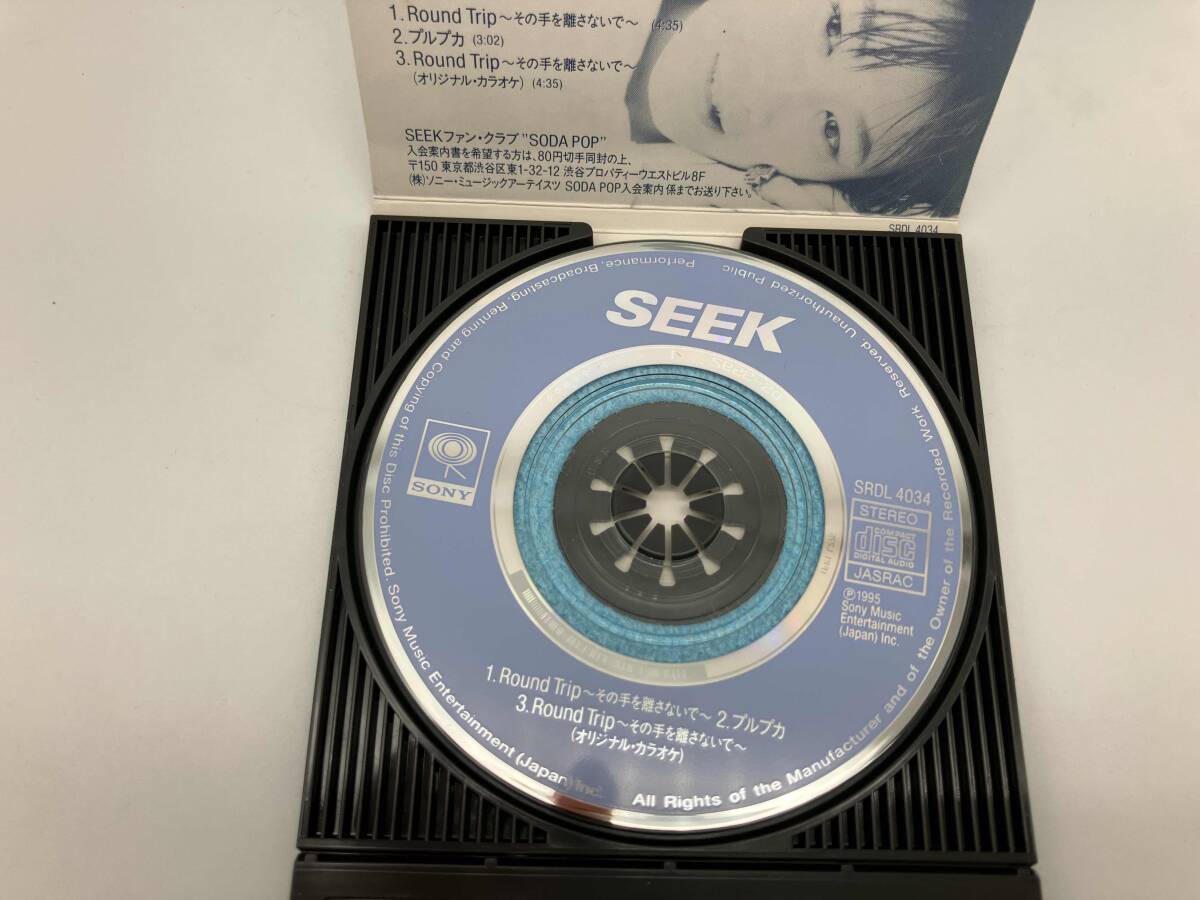 1.Round Trip～その手を離さないで～ (4:35)
2.プルプカ (3:02)
3.Round Trip～その手を離さないで～
(オリジナル・カラオケ) (4:35)
SEEKファン・クラブ "SODA POP"
入会案内書を希望する方は、80円切手同封の上、
〒150 東京都渋谷区東1-32-12 渋谷プロパティーウエストビル8F
(株)ソニー・ミュージックアーティスツ SODA POP入会案内 係までお送り下さい。
SRDL 4034
SEEK
SONY
SRDL 4034
STEREO
COMPACT
disc
DIGITAL AUDIO
JASRAC
Ⓟ1995
Sony Music
Entertainment
(Japan) Inc.
1.Round Trip～その手を離さないで～ 2.プルプカ
3.Round Trip～その手を離さないで～
(オリジナル・カラオケ)
All Rights of the Manufacturer and of the Owner of the Recorded Work Reserved. Unauthorized Public Performance, Broadcasting, Renting and Copying of this Disc Prohibited. Sony Music Entertainment (Japan) Inc.